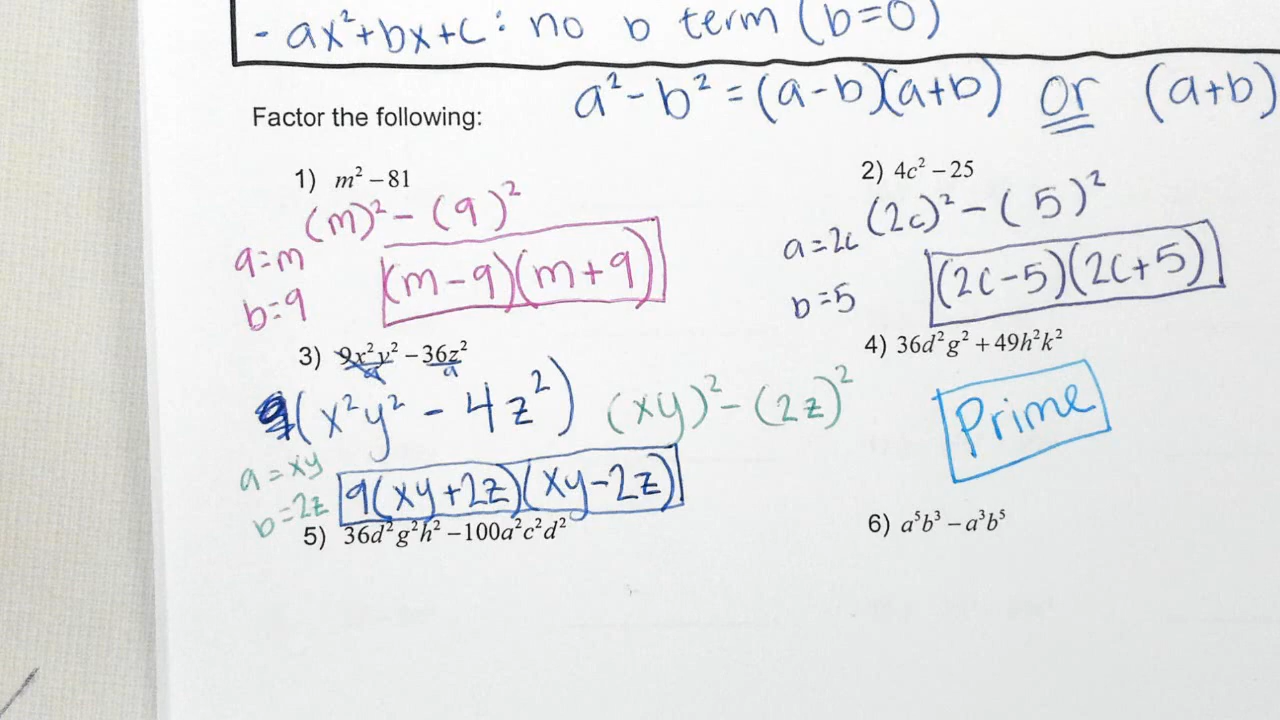 - ax²+bx+c: no b term (b=0)
a²-b² = (a-b)(a+b) or (a+b)
Factor the following:
1) m² – 81
(m)² - (9)²
a=m
b=9
(m-9)(m+9)
2) 4c² – 25
(2c)² - (5)²
a=2c
b=5
(2c-5)(2c+5)
3) 9x²y² – 36z²
9 9
9(x²y² - 4z²) (xy)² - (2z)²
a=xy
b=2z
9(xy+2z)(xy-2z)
4) 36d²g² + 49h²k²
Prime
5) 36d²g²h² – 100a²c²d²
6) a⁵b³ – a³b⁵